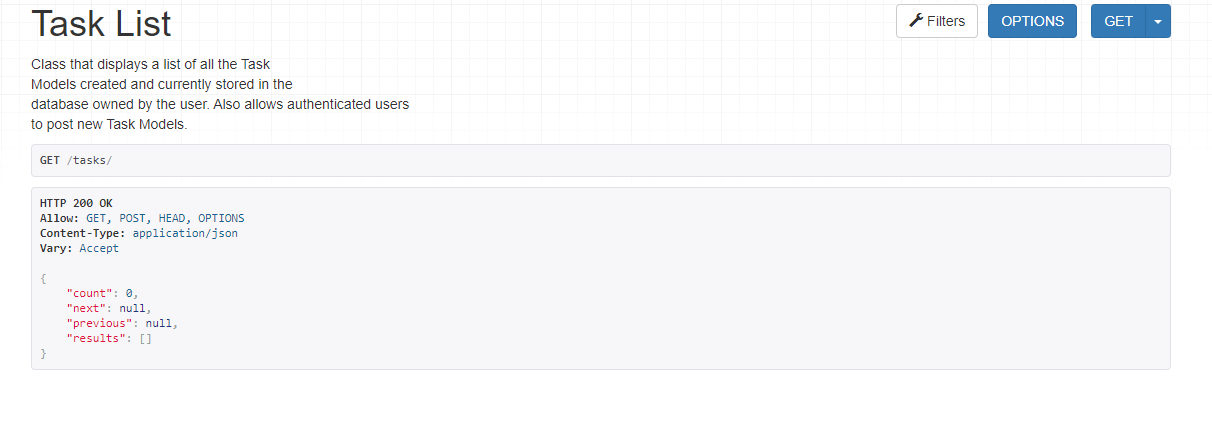 Task List
Filters
OPTIONS
GET
Class that displays a list of all the Task
Models created and currently stored in the
database owned by the user. Also allows authenticated users
to post new Task Models.
GET /tasks/
HTTP 200 OK
Allow: GET, POST, HEAD, OPTIONS
Content-Type: application/json
Vary: Accept
{
    "count": 0,
    "next": null,
    "previous": null,
    "results": []
}